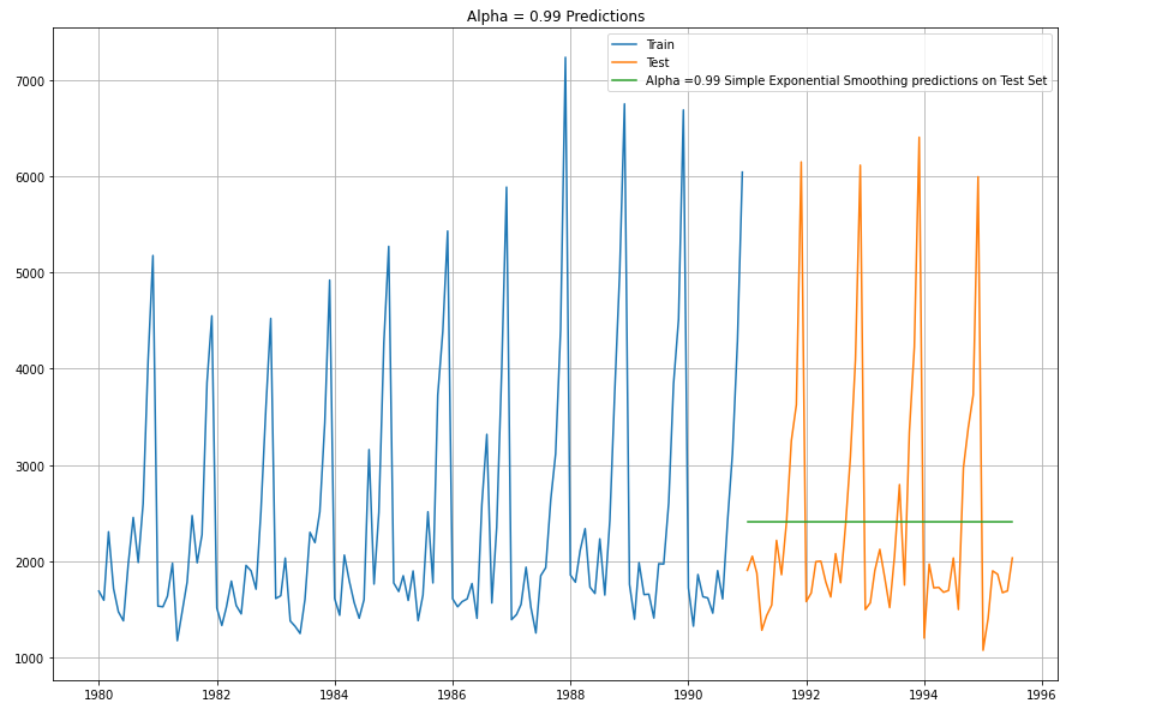 Alpha = 0.99 Predictions
Train
Test
Alpha =0.99 Simple Exponential Smoothing predictions on Test Set
7000
6000
5000
4000
3000
2000
1000
1980 1982 1984 1986 1988 1990 1992 1994 1996